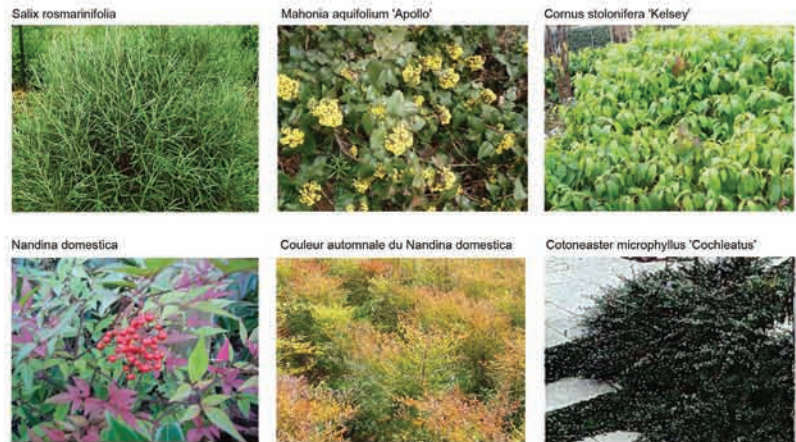 Salix rosmarinifolia
Mahonia aquifolium 'Apollo'
Cornus stolonifera 'Kelsey'
Nandina domestica
Couleur automnale du Nandina domestica
Cotoneaster microphyllus 'Cochleatus'